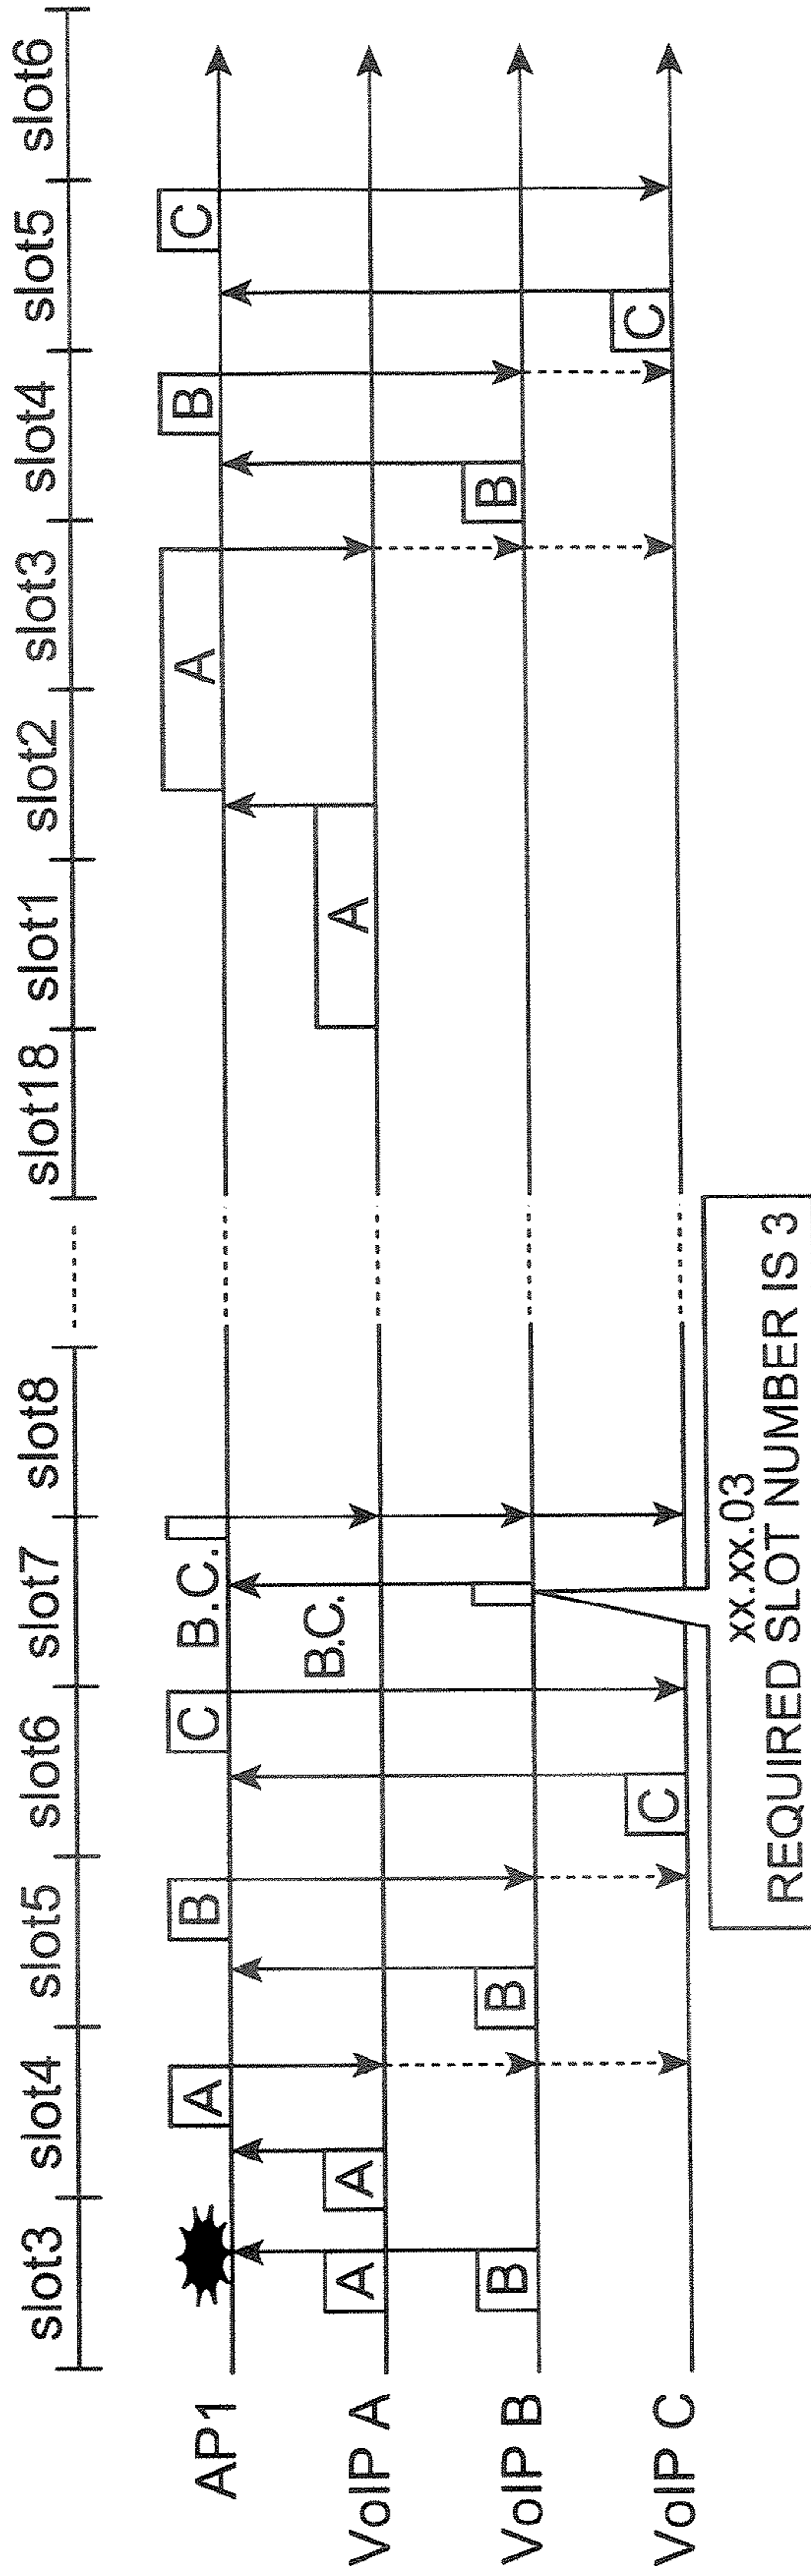 slot3 slot4 slot5 slot6 slot7 slot8 slot18 slot1 slot2 slot3 slot4 slot5 slot6
AP1 A B C B.C. A B C
VoIP A A A B.C. A
VoIP B B B B
VoIP C C C
xx.xx.03
REQUIRED SLOT NUMBER IS 3